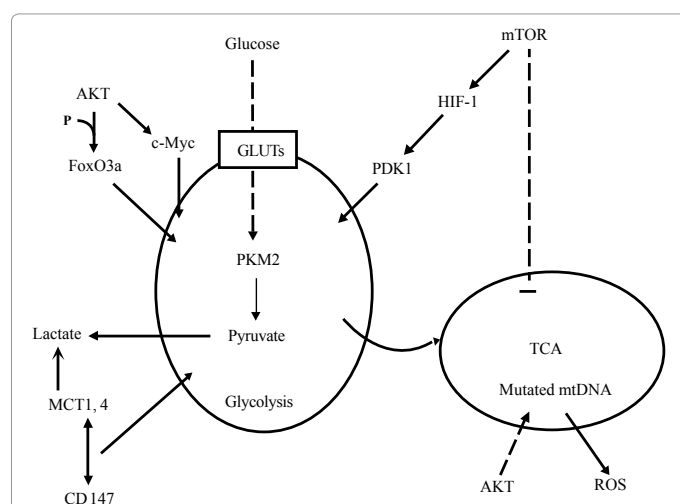 Glucose
mTOR
AKT
HIF-1
P
c-Myc
GLUTs
FoxO3a
PDK1
PKM2
Lactate
Pyruvate
TCA
Mutated mtDNA
MCT1, 4
Glycolysis
AKT
ROS
CD147